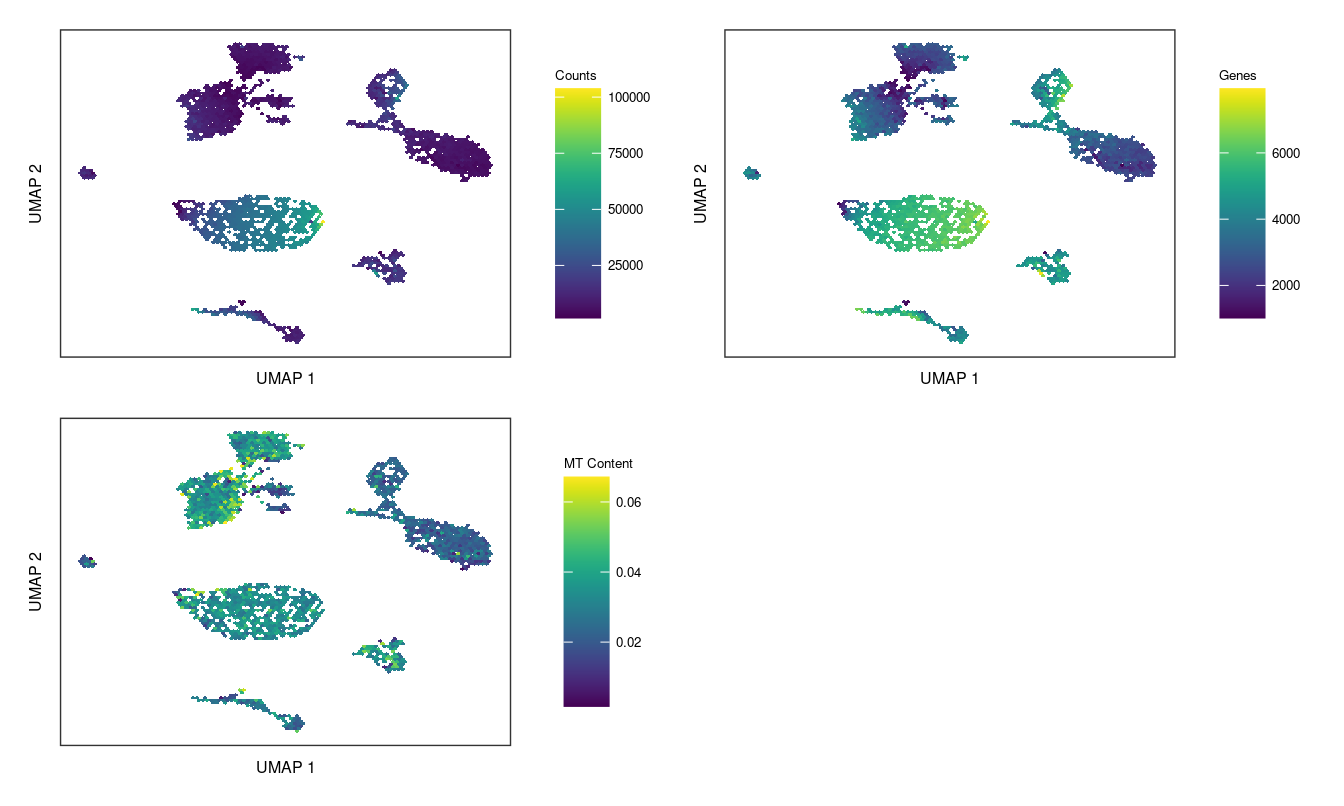 Counts
100000
75000
50000
25000
UMAP 2
UMAP 1
Genes
6000
4000
2000
UMAP 2
UMAP 1
MT Content
0.06
0.04
0.02
UMAP 2
UMAP 1